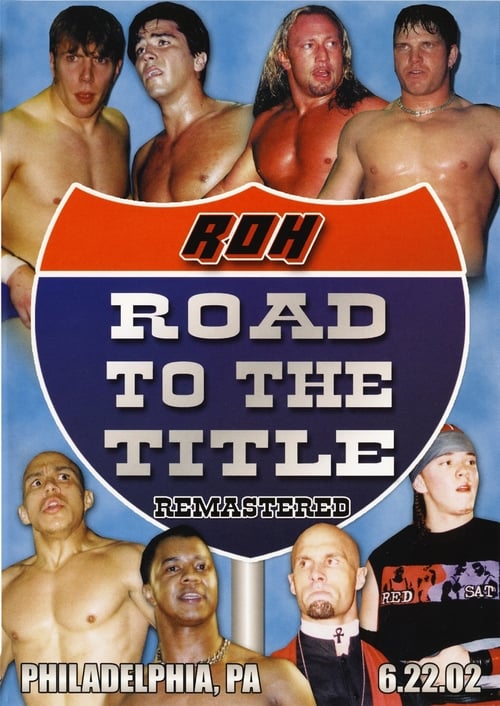 ROH
ROAD
TO THE
TITLE
REMASTERED
RED SAT
PHILADELPHIA, PA 6.22.02